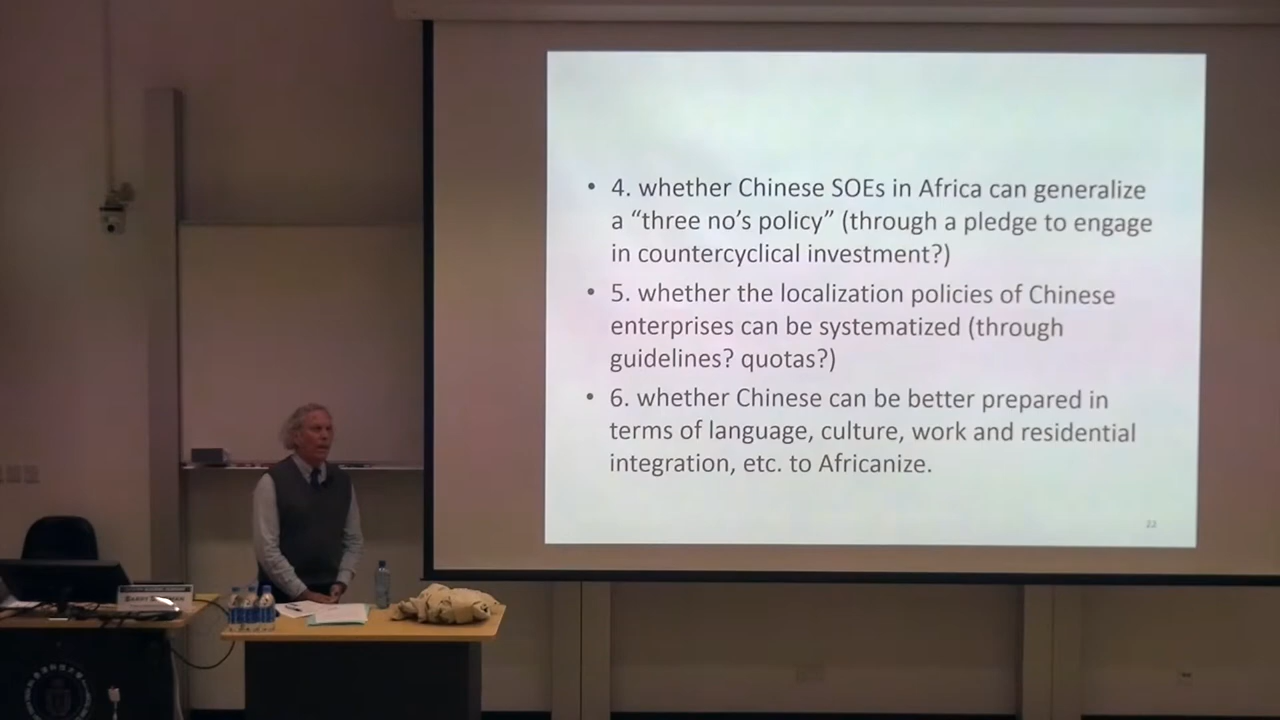 • 4. whether Chinese SOEs in Africa can generalize
a “three no’s policy” (through a pledge to engage
in countercyclical investment?)
• 5. whether the localization policies of Chinese
enterprises can be systematized (through
guidelines? quotas?)
• 6. whether Chinese can be better prepared in
terms of language, culture, work and residential
integration, etc. to Africanize.
22
BARRY